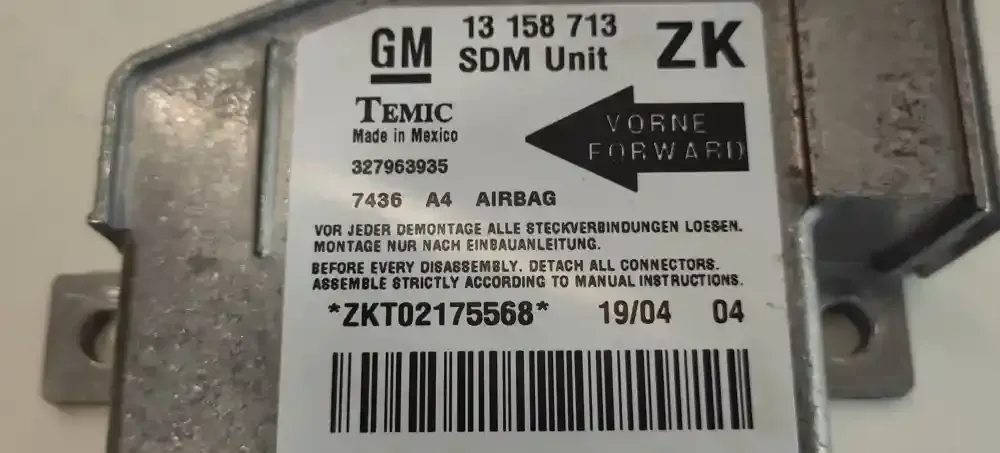 GM 13 158 713 ZK
SDM Unit
TEMIC
Made in Mexico
VORNE
FORWARD
327963935
7436 A4 AIRBAG
VOR JEDER DEMONTAGE ALLE STECKVERBINDUNGEN LOESEN.
MONTAGE NUR NACH EINBAUANLEITUNG.
BEFORE EVERY DISASSEMBLY. DETACH ALL CONNECTORS.
ASSEMBLE STRICTLY ACCORDING TO MANUAL INSTRUCTIONS.
*ZKT02175568* 19/04 04